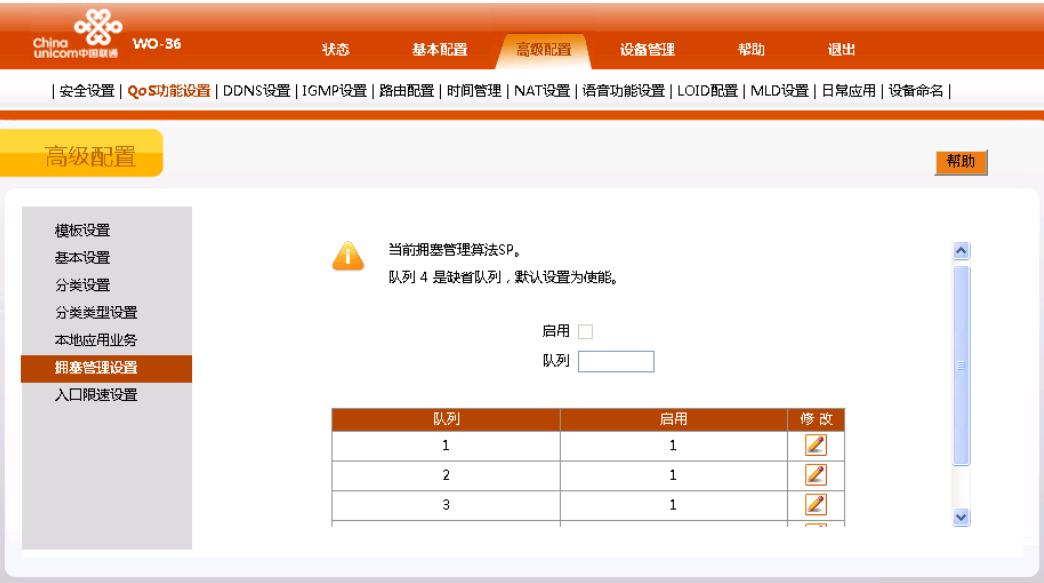 China
unicom中国联通
WO-36
状态 基本配置 高级配置 设备管理 帮助 退出
|安全设置|QoS功能设置|DDNS设置|IGMP设置|路由配置|时间管理|NAT设置|语音功能设置|LOID配置|MLD设置|日常应用|设备命名|
高级配置
帮助
模板设置
基本设置
分类设置
分类类型设置
本地应用业务
拥塞管理设置
入口限速设置
当前拥塞管理算法SP。
队列 4 是缺省队列，默认设置为使能。
启用
队列
队列 启用 修改
1 1
2 1
3 1